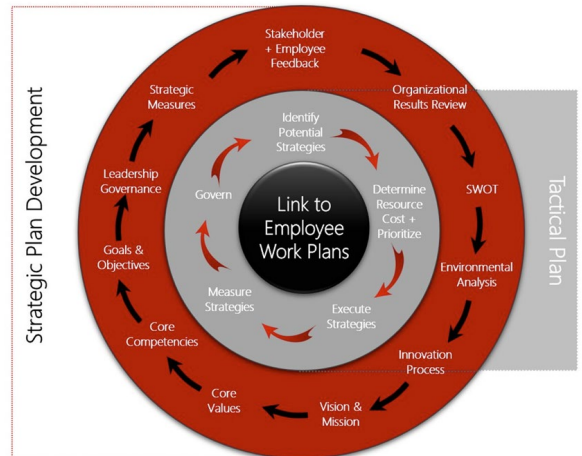 Strategic Plan Development
Stakeholder
+ Employee
Feedback
Organizational
Results Review
SWOT
Environmental
Analysis
Innovation
Process
Vision &
Mission
Core
Values
Core
Competencies
Goals &
Objectives
Leadership
Governance
Strategic
Measures
Identify
Potential
Strategies
Determine
Resource
Cost +
Prioritize
Execute
Strategies
Measure
Strategies
Govern
Link to
Employee
Work Plans
Tactical Plan